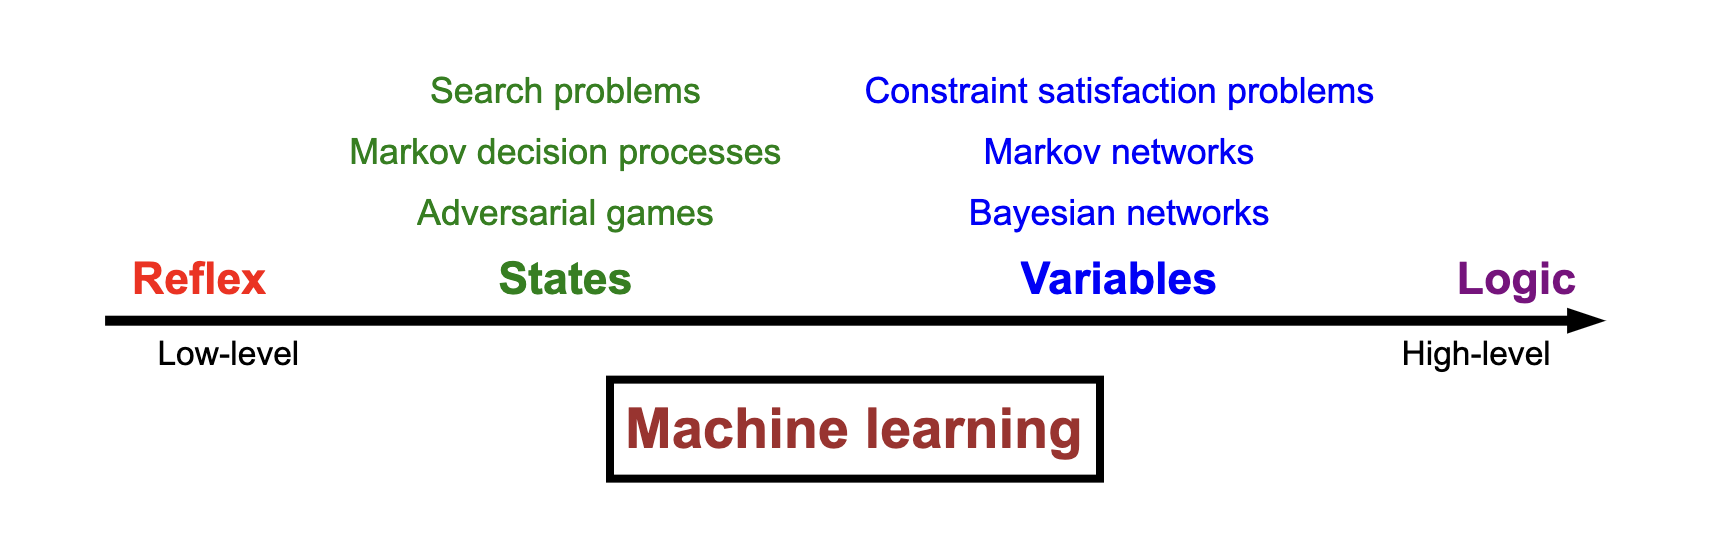 Search problems
Markov decision processes
Adversarial games
Constraint satisfaction problems
Markov networks
Bayesian networks
Reflex
States
Variables
Logic
Low-level
High-level
Machine learning